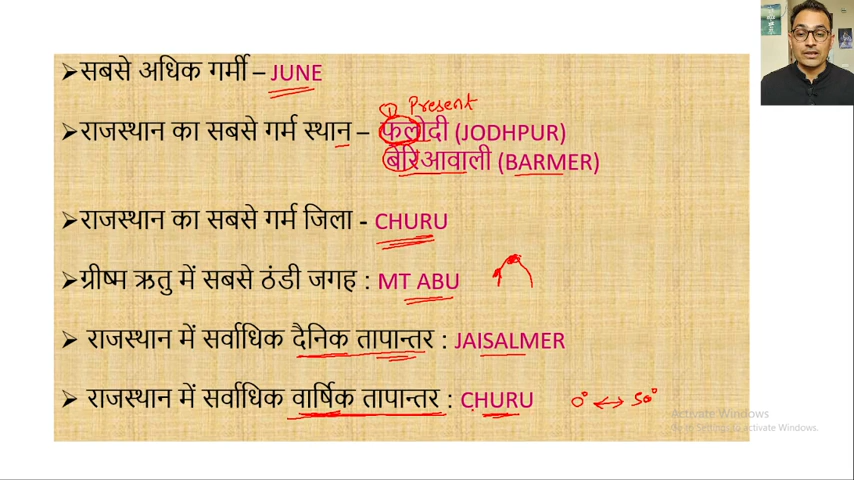 ➢सबसे अधिक गर्मी – JUNE
① Present
➢राजस्थान का सबसे गर्म स्थान – फलोदी (JODHPUR)
बेरिआवाली (BARMER)
➢राजस्थान का सबसे गर्म जिला - CHURU
➢ग्रीष्म ऋतु में सबसे ठंडी जगह : MT ABU
➢ राजस्थान में सर्वाधिक दैनिक तापान्तर : JAISALMER
➢ राजस्थान में सर्वाधिक वार्षिक तापान्तर : CHURU 0° ↔ 50°
Activate Windows
Go to Settings to activate Windows.